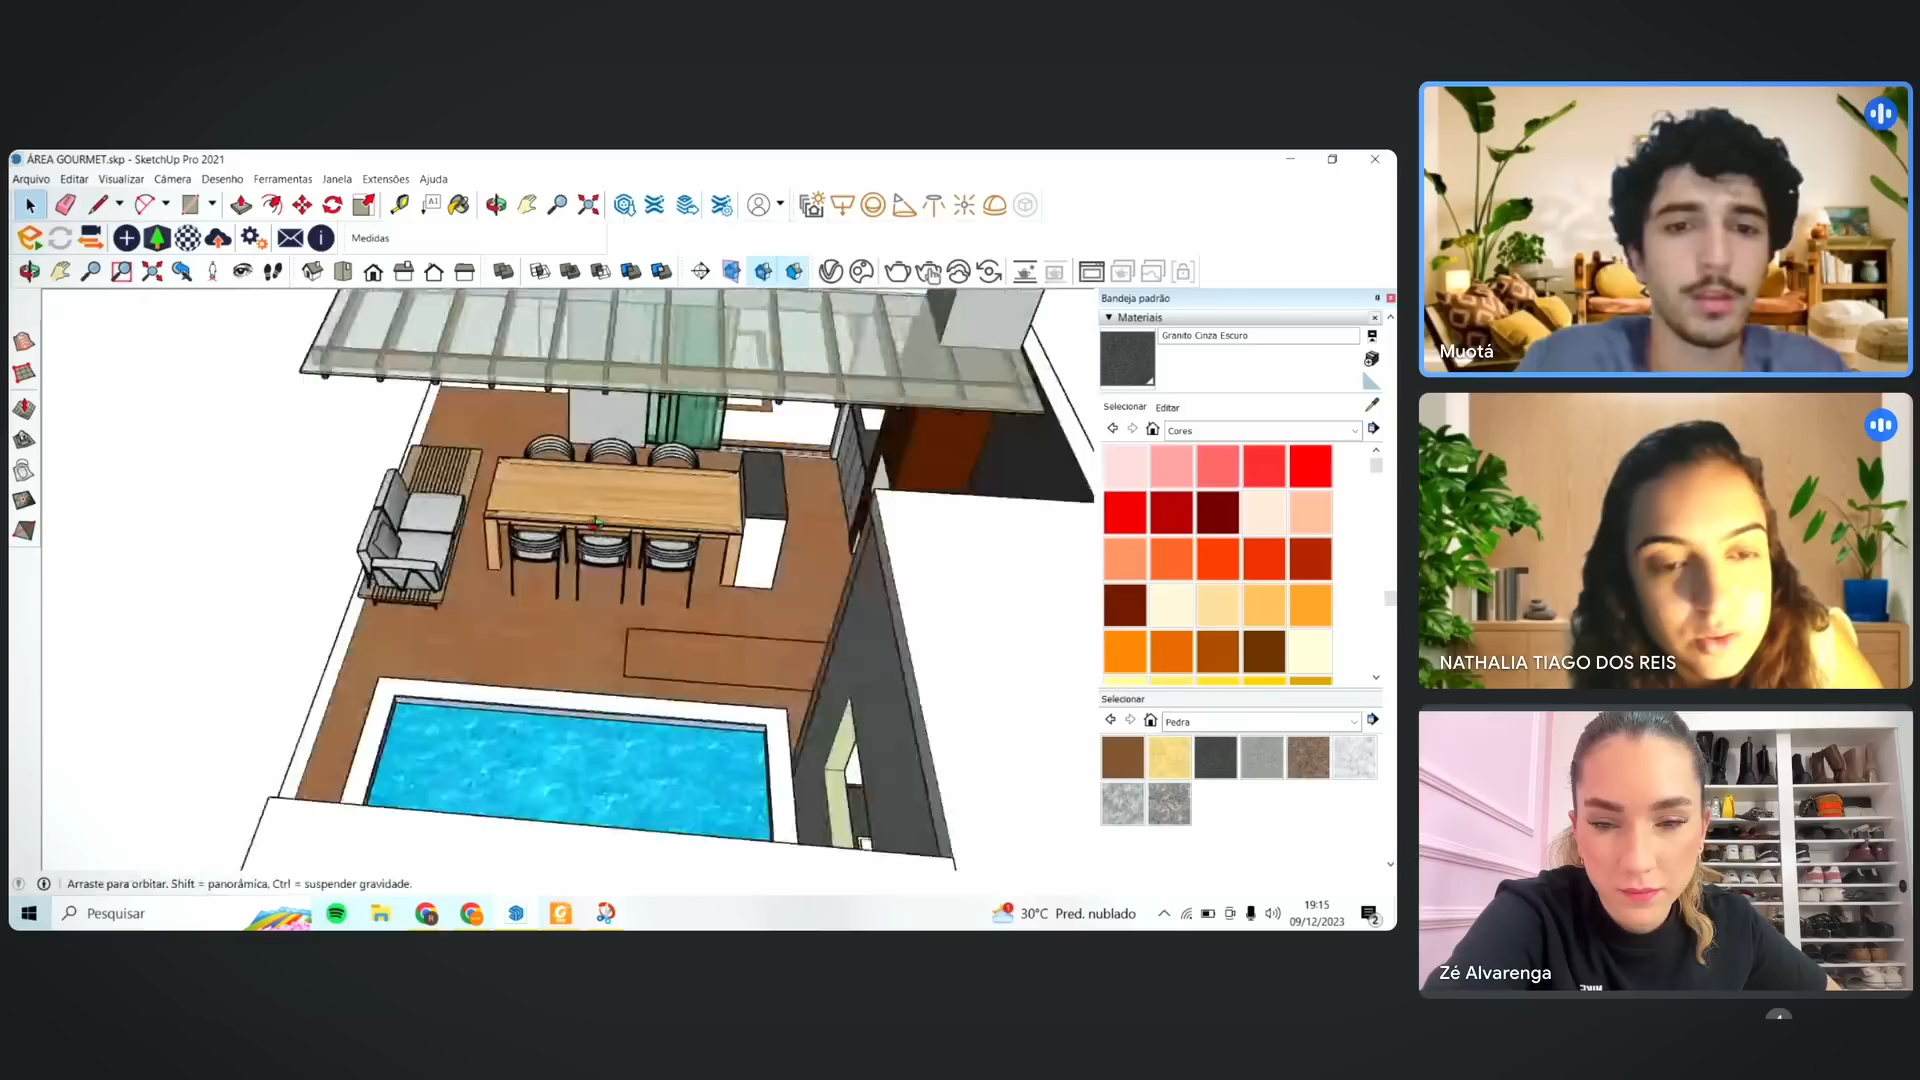 ÁREA GOURMET.skp - SketchUp Pro 2021
Arquivo Editar Visualizar Câmera Desenho Ferramentas Janela Extensões Ajuda
Medidas
Bandeja padrão
Materiais
Granito Cinza Escuro
Selecionar Editar
Cores
Selecionar
Pedra
Arraste para orbitar. Shift = panorâmica, Ctrl = suspender gravidade.
Pesquisar
30°C Pred. nublado
19:15
09/12/2023
2
Muotá
NATHALIA TIAGO DOS REIS
Zé Alvarenga